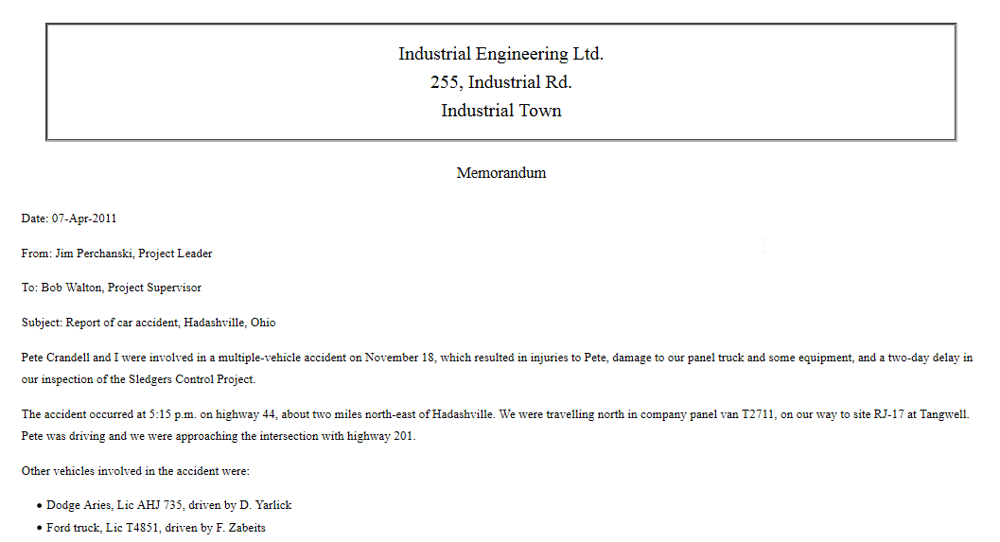 Industrial Engineering Ltd.
255, Industrial Rd.
Industrial Town
Memorandum
Date: 07-Apr-2011
From: Jim Perchanski, Project Leader
To: Bob Walton, Project Supervisor
Subject: Report of car accident, Hadashville, Ohio
Pete Crandell and I were involved in a multiple-vehicle accident on November 18, which resulted in injuries to Pete, damage to our panel truck and some equipment, and a two-day delay in
our inspection of the Sledgers Control Project.
The accident occurred at 5:15 p.m. on highway 44, about two miles north-east of Hadashville. We were travelling north in company panel van T2711, on our way to site RJ-17 at Tangwell.
Pete was driving and we were approaching the intersection with highway 201.
Other vehicles involved in the accident were:
• Dodge Aries, Lic AHJ 735, driven by D. Yarlick
• Ford truck, Lic T4851, driven by F. Zabeits